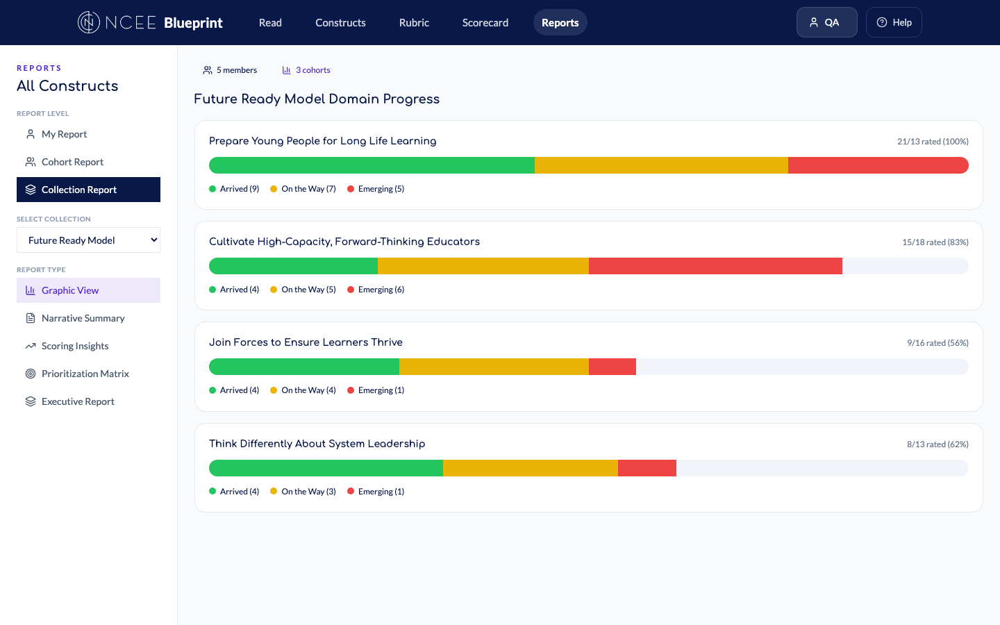 NCEE Blueprint
Read
Constructs
Rubric
Scorecard
Reports
QA
Help
REPORTS
All Constructs
REPORT LEVEL
My Report
Cohort Report
Collection Report
SELECT COLLECTION
Future Ready Model
REPORT TYPE
Graphic View
Narrative Summary
Scoring Insights
Prioritization Matrix
Executive Report
5 members
3 cohorts
Future Ready Model Domain Progress
Prepare Young People for Long Life Learning
21/13 rated (100%)
Arrived (9)
On the Way (7)
Emerging (5)
Cultivate High-Capacity, Forward-Thinking Educators
15/18 rated (83%)
Arrived (4)
On the Way (5)
Emerging (6)
Join Forces to Ensure Learners Thrive
9/16 rated (56%)
Arrived (4)
On the Way (4)
Emerging (1)
Think Differently About System Leadership
8/13 rated (62%)
Arrived (4)
On the Way (3)
Emerging (1)